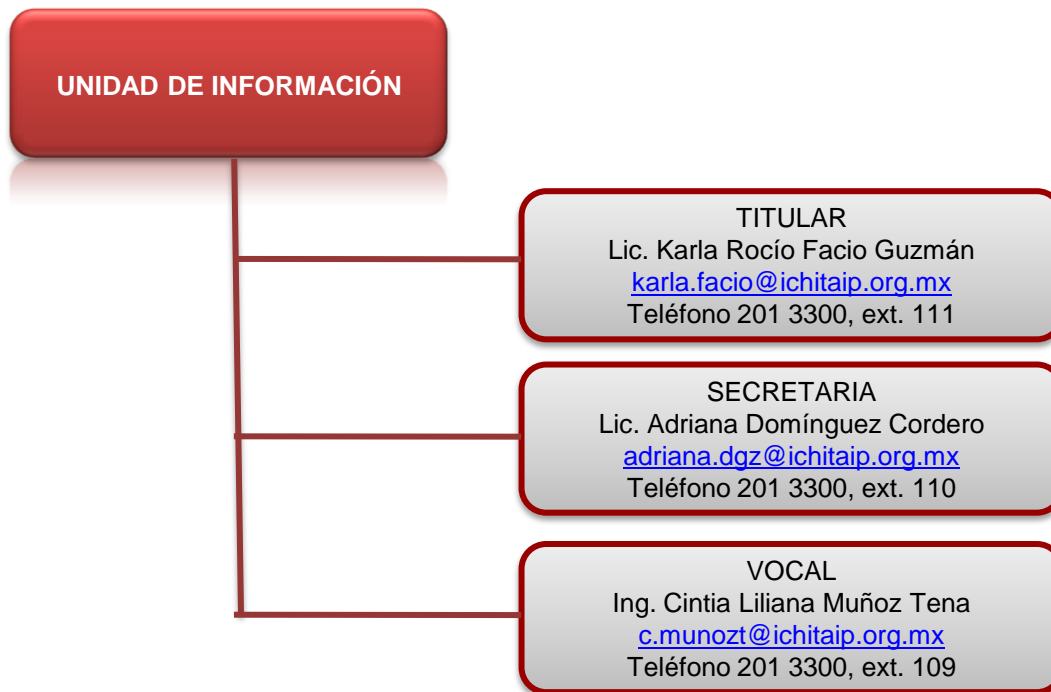 UNIDAD DE INFORMACIÓN
TITULAR
Lic. Karla Rocío Facio Guzmán
karla.facio@ichitaip.org.mx
Teléfono 201 3300, ext. 111
SECRETARIA
Lic. Adriana Domínguez Cordero
adriana.dgz@ichitaip.org.mx
Teléfono 201 3300, ext. 110
VOCAL
Ing. Cintia Liliana Muñoz Tena
c.munozt@ichitaip.org.mx
Teléfono 201 3300, ext. 109